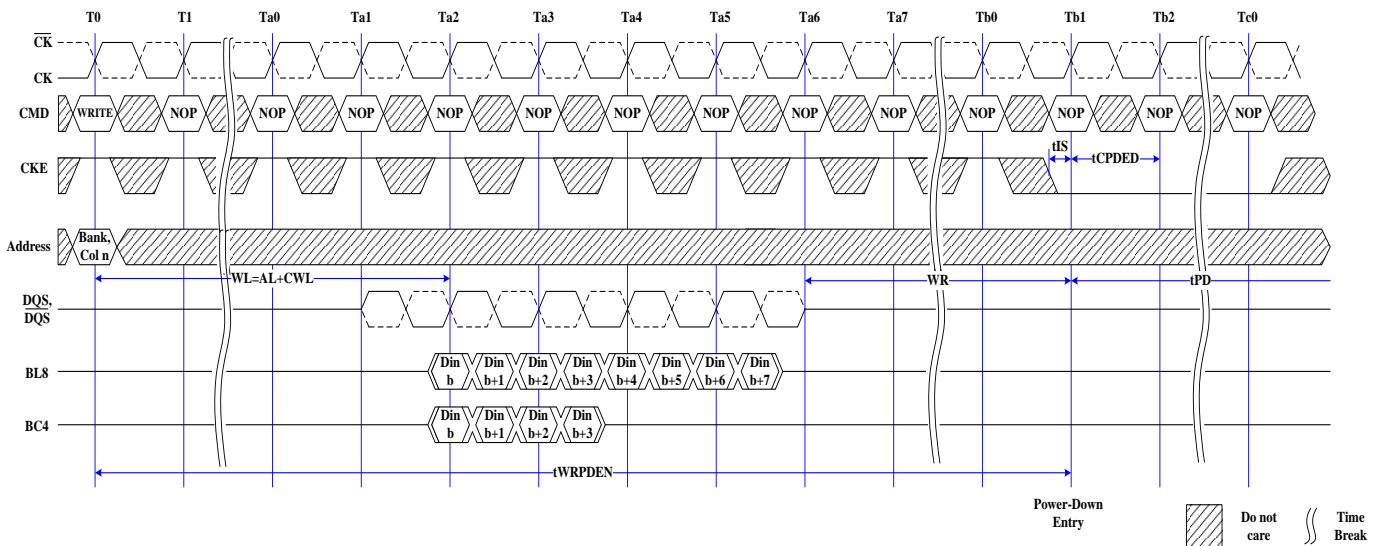 T0 T1 Ta0 Ta1 Ta2 Ta3 Ta4 Ta5 Ta6 Ta7 Tb0 Tb1 Tb2 Tc0
CK
CK
CMD WRITE NOP NOP NOP NOP NOP NOP NOP NOP NOP NOP NOP NOP NOP
tIS
CKE tCPDED
Address Bank,
Col n
WL=AL+CWL WR tPD
DQS,
DQS
BL8 Din Din Din Din Din Din Din Din
b b+1 b+2 b+3 b+4 b+5 b+6 b+7
BC4 Din Din Din Din
b b+1 b+2 b+3
tWRPDEN
Power-Down
Entry
Do not
care
Time
Break